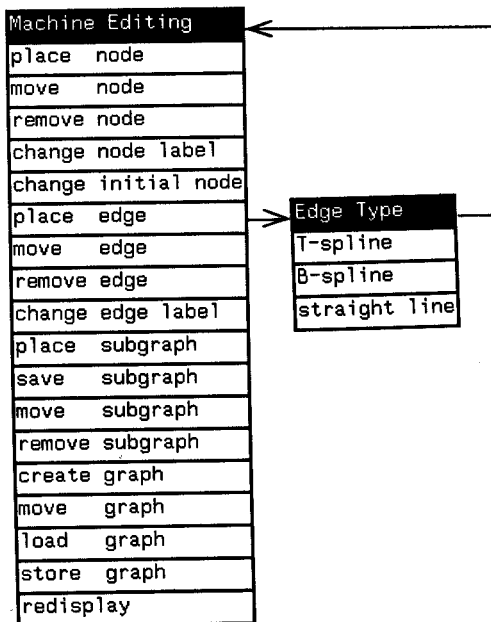 Machine Editing
place node
move node
remove node
change node label
change initial node
place edge
move edge
remove edge
change edge label
place subgraph
save subgraph
move subgraph
remove subgraph
create graph
move graph
load graph
store graph
redisplay
Edge Type
T-spline
B-spline
straight line